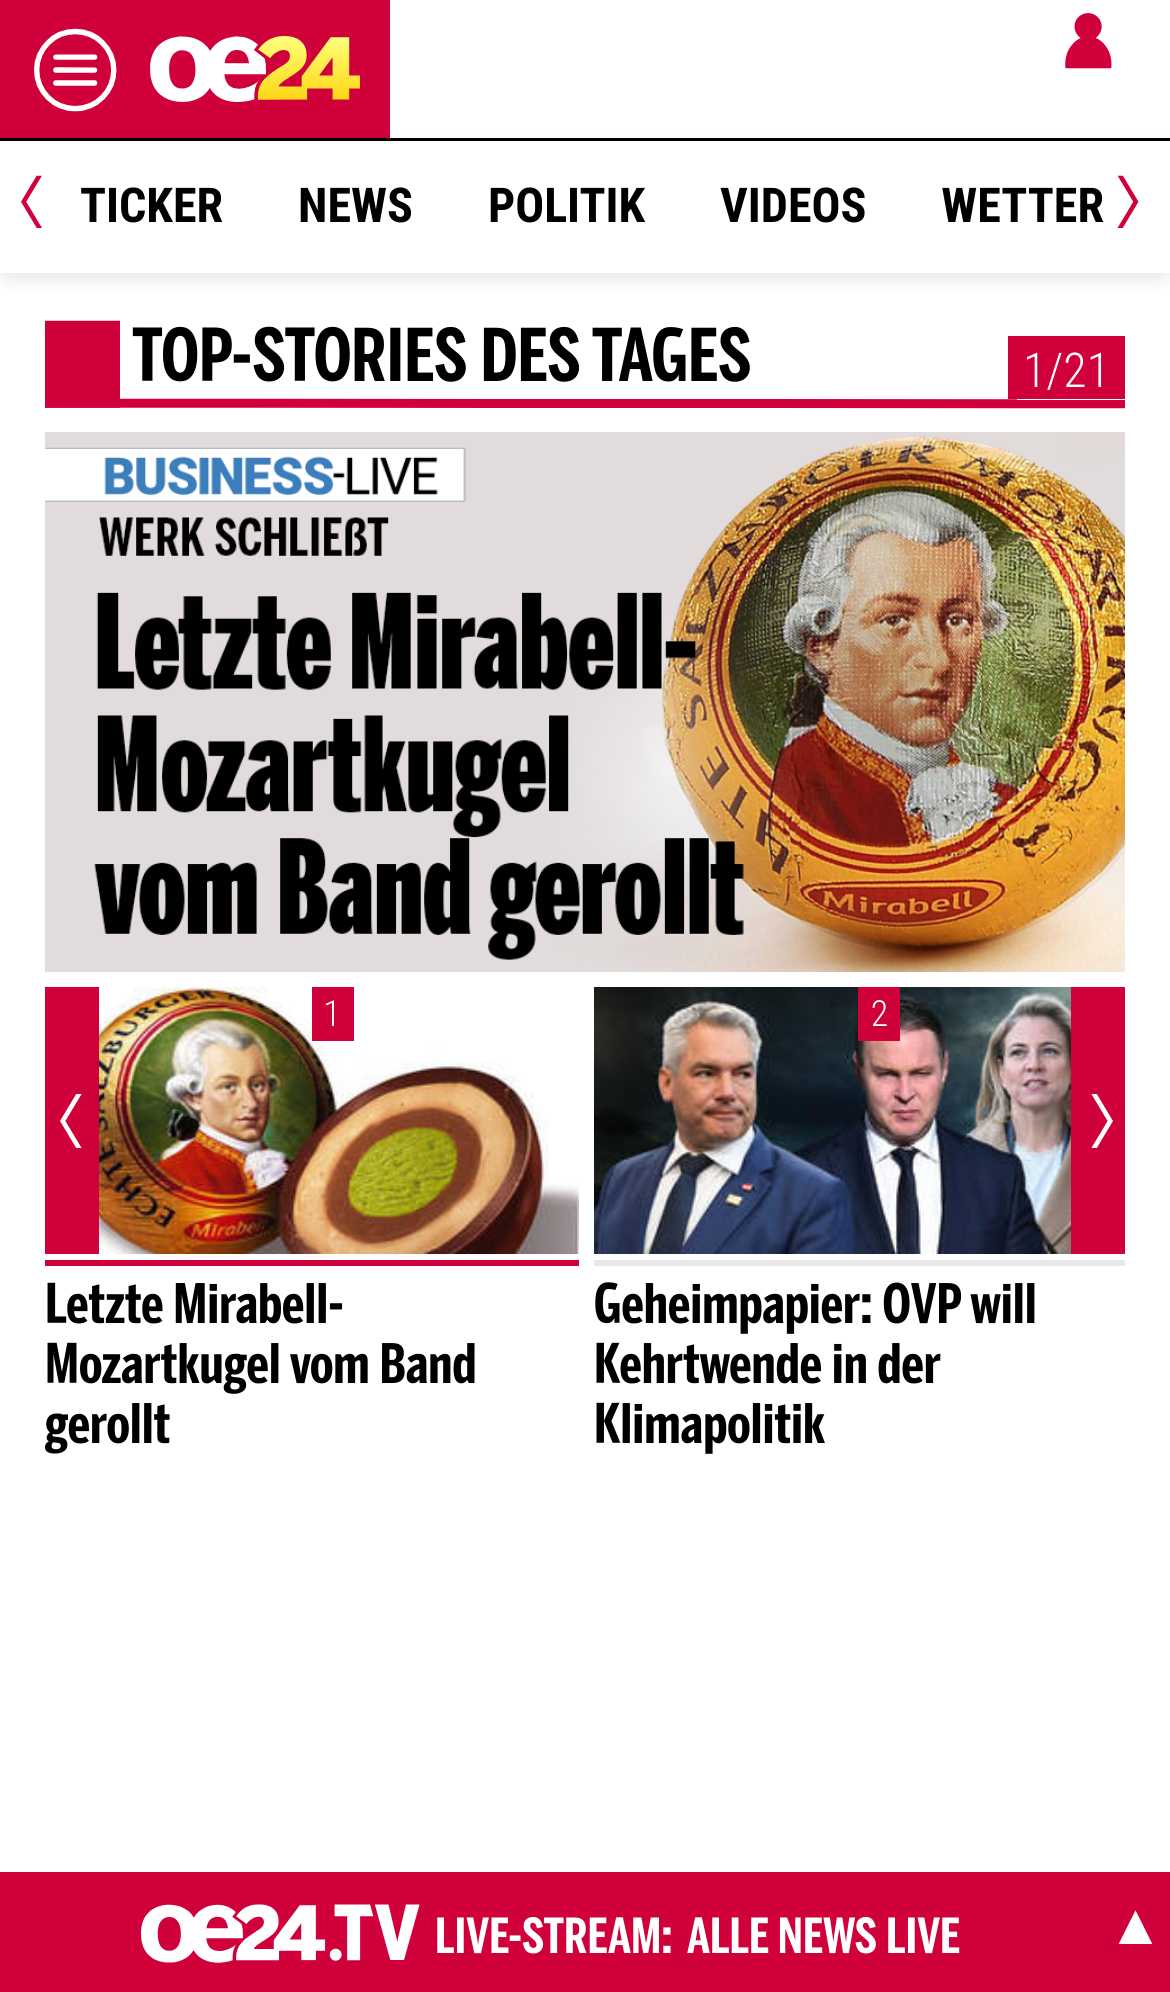 oe24
TICKER NEWS POLITIK VIDEOS WETTER
TOP-STORIES DES TAGES
1/21
BUSINESS-LIVE
WERK SCHLIEßT
Letzte Mirabell-
Mozartkugel
vom Band gerollt
Mirabell
1
2
Mirabell
Letzte Mirabell-
Mozartkugel vom Band
gerollt
Geheimpapier: OVP will
Kehrtwende in der
Klimapolitik
oe24.TV LIVE-STREAM: ALLE NEWS LIVE